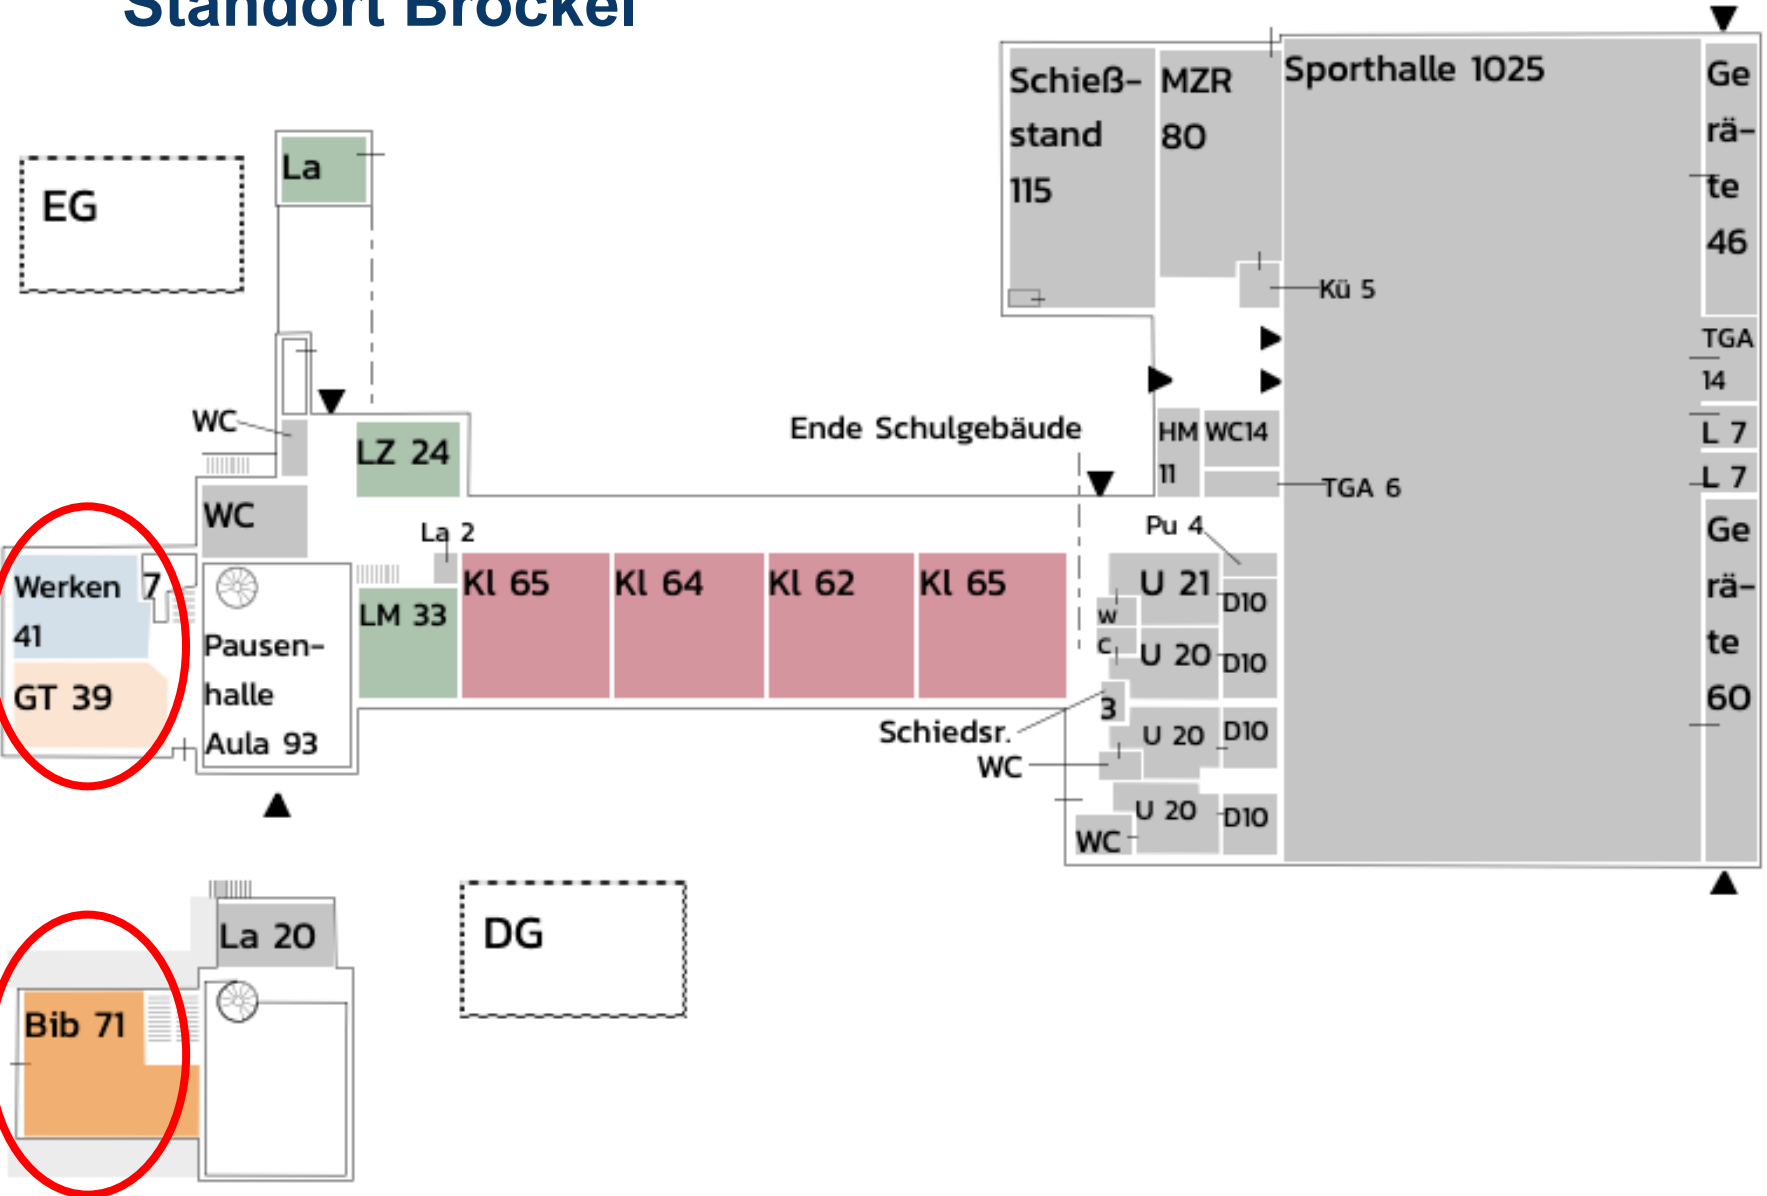 Standort Bröckel
EG
La
WC
LZ 24
WC
La 2
Werken 7
41
GT 39
Pausen-
halle
Aula 93
LM 33
Kl 65
Kl 64
Kl 62
Kl 65
Ende Schulgebäude
Schieß-
stand
115
MZR
80
Sporthalle 1025
Kü 5
HM
11
WC14
TGA 6
Pu 4
U 21
D10
W
C
U 20
D10
3
Schiedsr.
U 20
D10
WC
U 20
D10
WC
Ge
rä-
te
46
TGA
14
L 7
L 7
Ge
rä-
te
60
La 20
Bib 71
DG